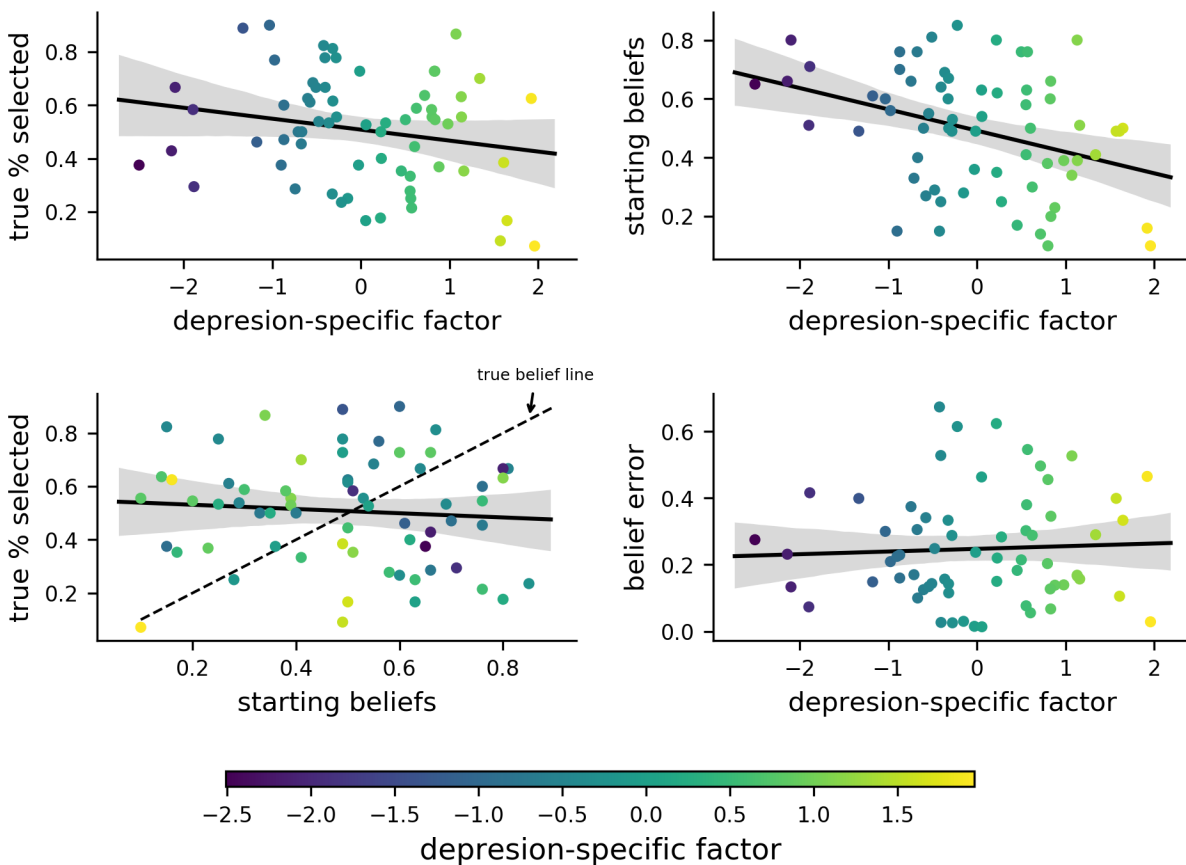 true % selected
0.8
0.6
0.4
0.2
−2 −1 0 1 2
depresion-specific factor
starting beliefs
0.8
0.6
0.4
0.2
−2 −1 0 1 2
depresion-specific factor
true belief line
true % selected
0.8
0.6
0.4
0.2
0.2 0.4 0.6 0.8
starting beliefs
belief error
0.6
0.4
0.2
0.0
−2 −1 0 1 2
depresion-specific factor
−2.5 −2.0 −1.5 −1.0 −0.5 0.0 0.5 1.0 1.5
depresion-specific factor